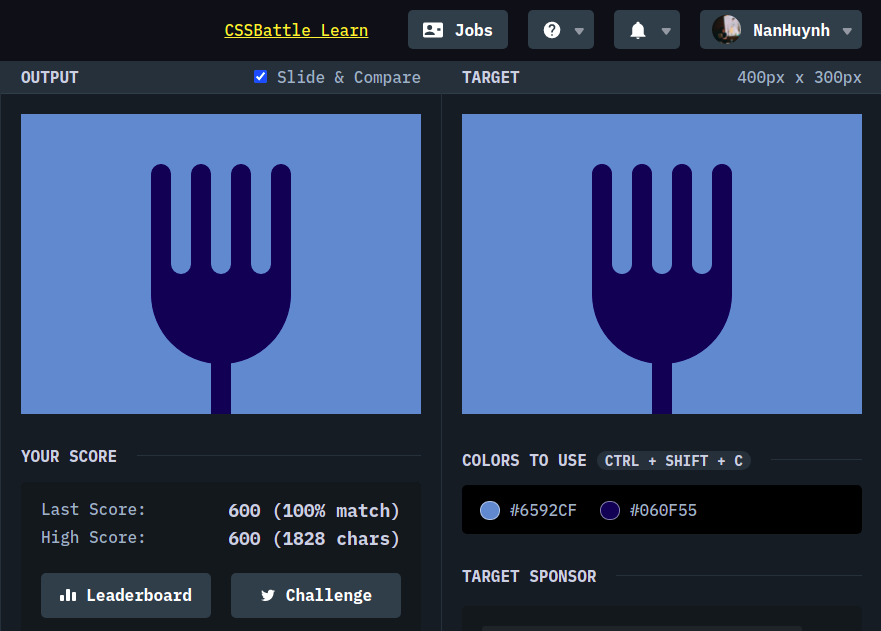 CSSBattle Learn Jobs NanHuynh
OUTPUT Slide & Compare TARGET 400px x 300px
YOUR SCORE
COLORS TO USE CTRL + SHIFT + C
Last Score: 600 (100% match)
High Score: 600 (1828 chars)
#6592CF #060F55
TARGET SPONSOR
Leaderboard Challenge